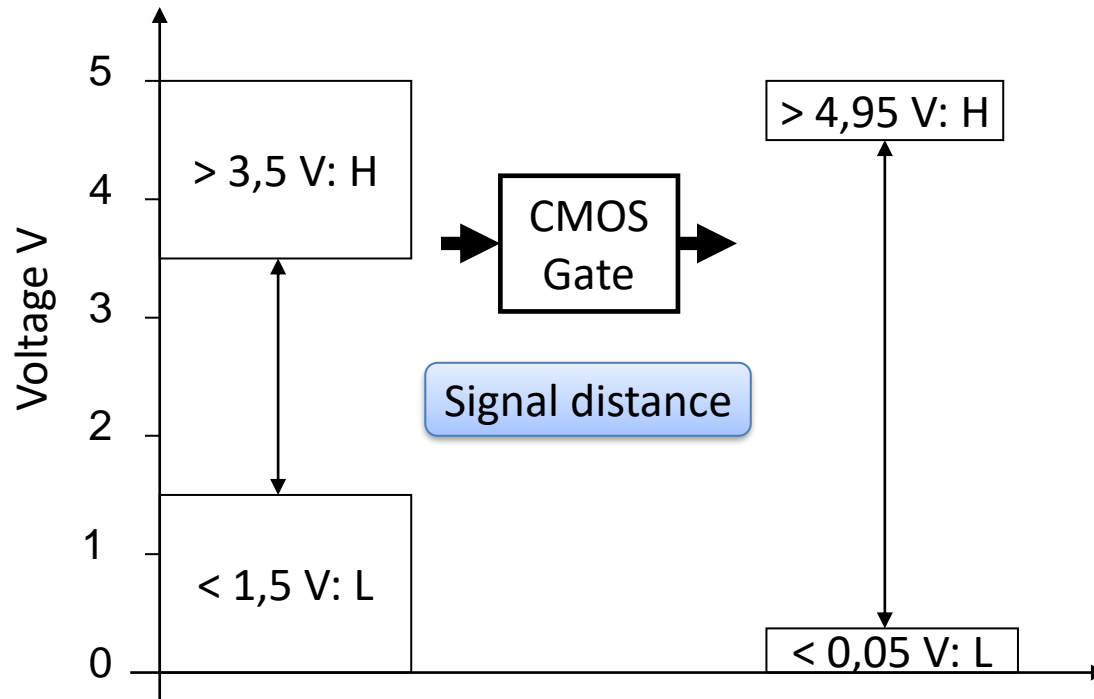 Voltage V
5
4
3
2
1
0
> 3,5 V: H
< 1,5 V: L
CMOS
Gate
Signal distance
> 4,95 V: H
< 0,05 V: L